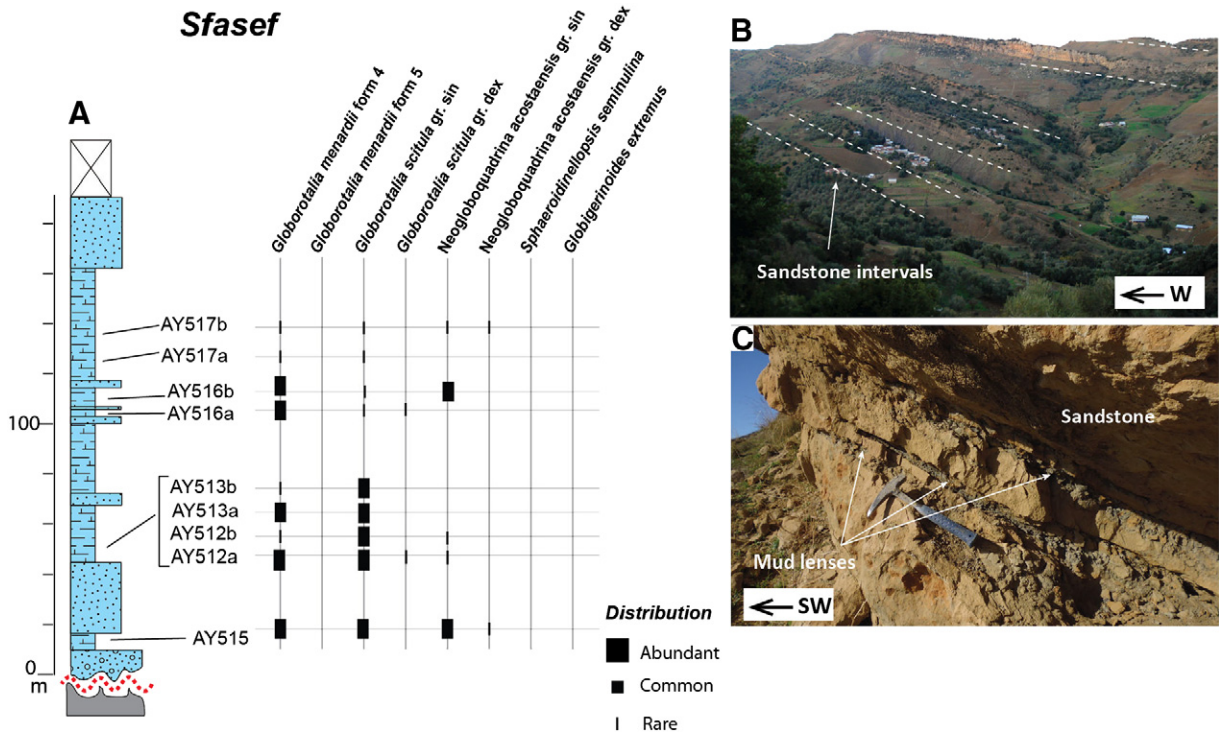 Sfasef
A
Globorotalia menardii form 4
Globorotalia menardii form 5
Globorotalia scitula gr. sin
Globorotalia scitula gr. dex
Neogloboquadrina acostaensis gr. sin
Neogloboquadrina acostaensis gr. dex
Sphaeroidinellopsis seminulina
Globigerinoides extremus
AY517b
AY517a
AY516b
AY516a
100
AY513b
AY513a
AY512b
AY512a
AY515
0
m
Distribution
Abundant
Common
Rare
B
Sandstone intervals
W
C
Sandstone
Mud lenses
SW